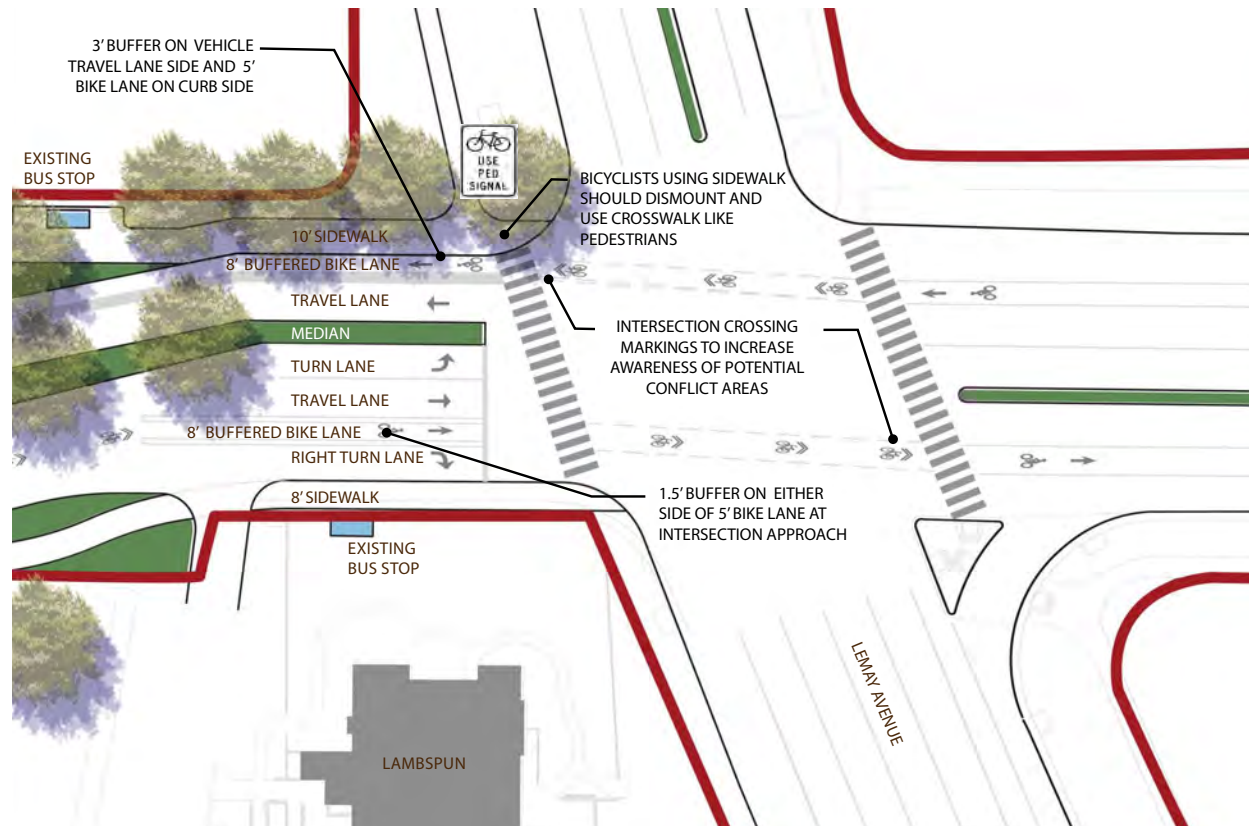 3' BUFFER ON VEHICLE
TRAVEL LANE SIDE AND 5'
BIKE LANE ON CURB SIDE
EXISTING
BUS STOP
USE
PED
SIGNAL
BICYCLISTS USING SIDEWALK
SHOULD DISMOUNT AND
USE CROSSWALK LIKE
PEDESTRIANS
10' SIDEWALK
8' BUFFERED BIKE LANE
TRAVEL LANE
MEDIAN
TURN LANE
TRAVEL LANE
8' BUFFERED BIKE LANE
RIGHT TURN LANE
8' SIDEWALK
INTERSECTION CROSSING
MARKINGS TO INCREASE
AWARENESS OF POTENTIAL
CONFLICT AREAS
1.5' BUFFER ON EITHER
SIDE OF 5' BIKE LANE AT
INTERSECTION APPROACH
EXISTING
BUS STOP
LEMAY AVENUE
LAMBSPUN